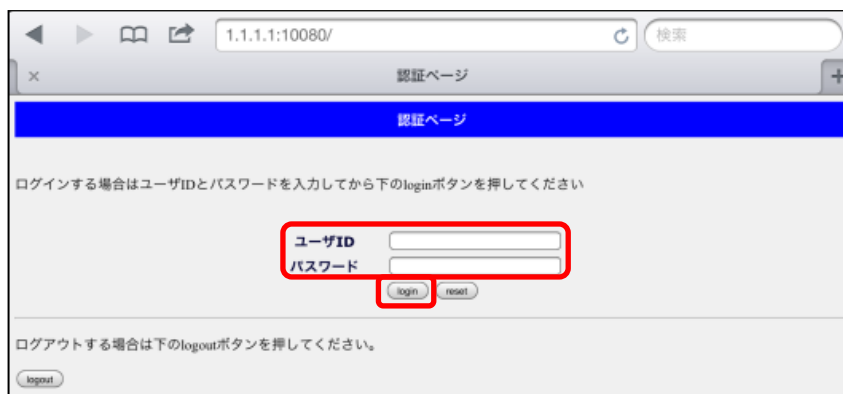 1.1.1.1:10080/
検索
認証ページ
認証ページ
ログインする場合はユーザIDとパスワードを入力してから下のloginボタンを押してください
ユーザID
パスワード
login reset
ログアウトする場合は下のlogoutボタンを押してください。
logout